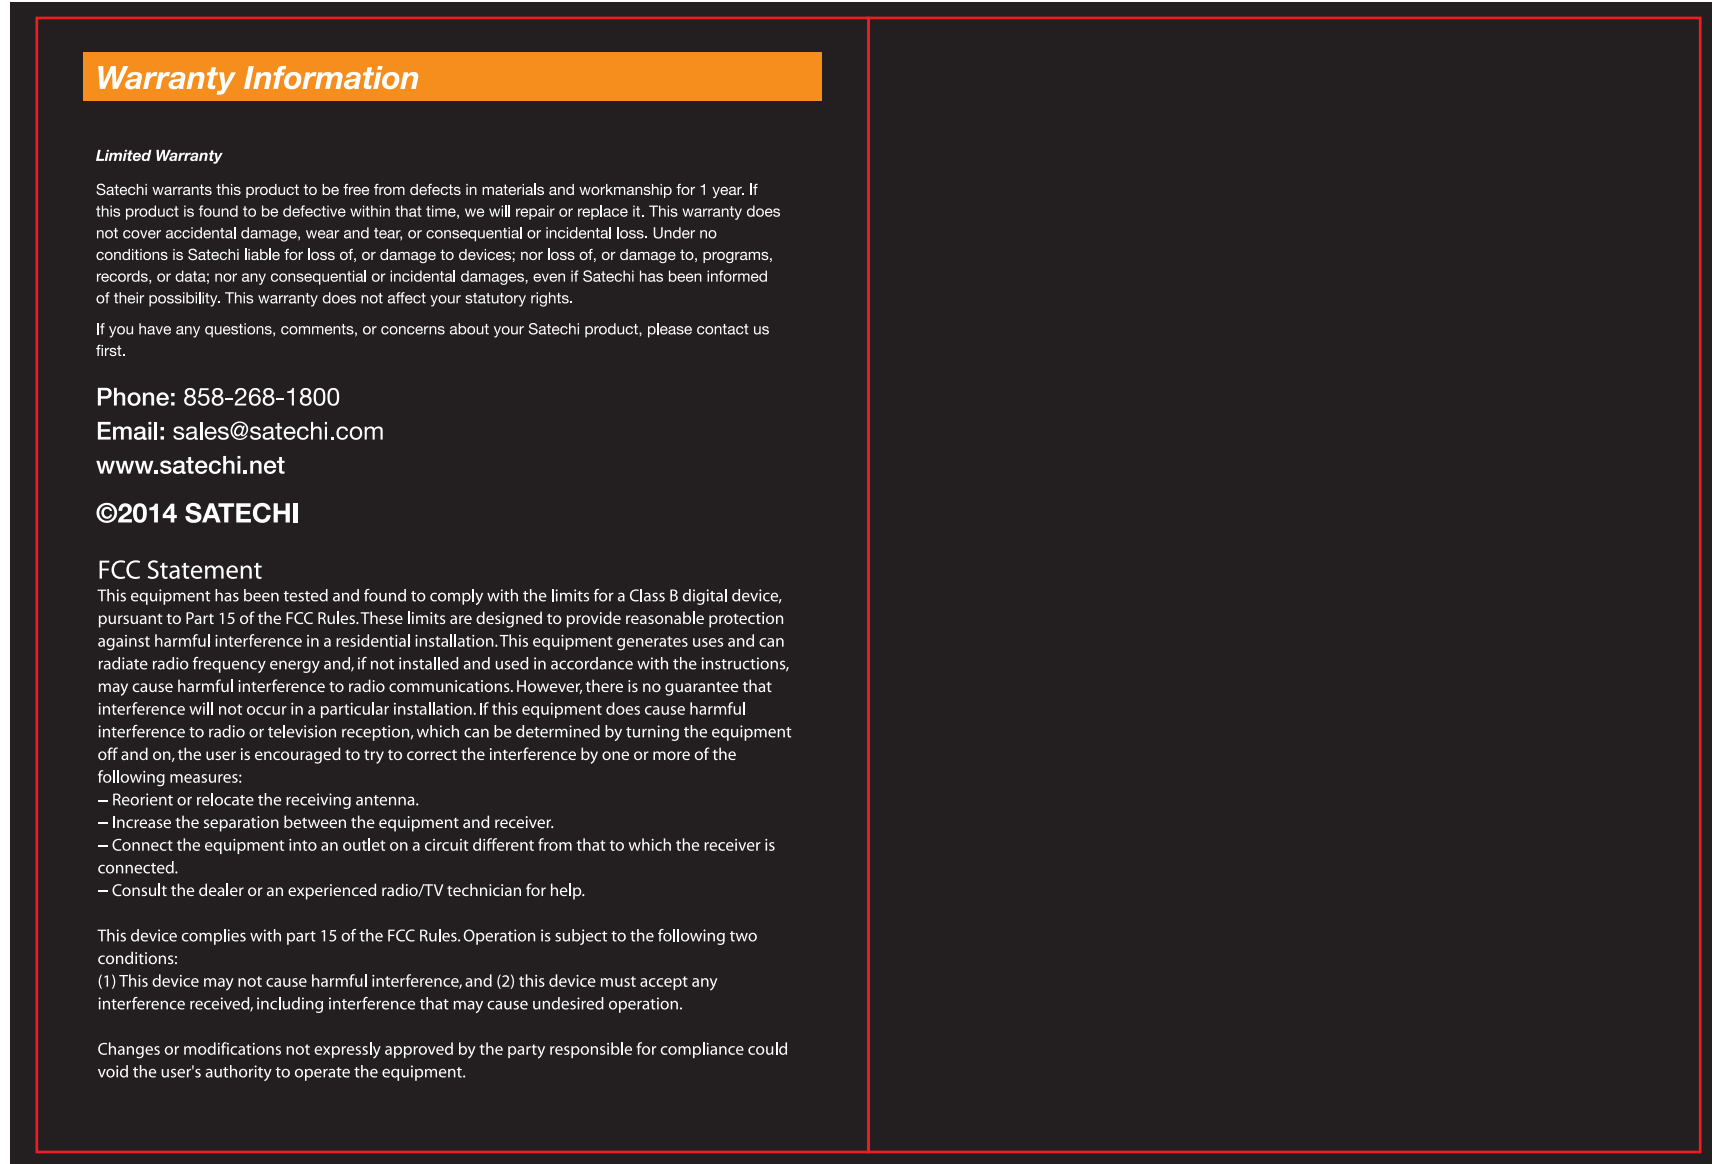 Warranty Information
Limited Warranty
Satechi warrants this product to be free from defects in materials and workmanship for 1 year. If
this product is found to be defective within that time, we will repair or replace it. This warranty does
not cover accidental damage, wear and tear, or consequential or incidental loss. Under no
conditions is Satechi liable for loss of, or damage to devices; nor loss of, or damage to, programs,
records, or data; nor any consequential or incidental damages, even if Satechi has been informed
of their possibility. This warranty does not affect your statutory rights.
If you have any questions, comments, or concerns about your Satechi product, please contact us
first.
Phone: 858-268-1800
Email: sales@satechi.com
www.satechi.net
©2014 SATECHI
FCC Statement
This equipment has been tested and found to comply with the limits for a Class B digital device,
pursuant to Part 15 of the FCC Rules. These limits are designed to provide reasonable protection
against harmful interference in a residential installation. This equipment generates uses and can
radiate radio frequency energy and, if not installed and used in accordance with the instructions,
may cause harmful interference to radio communications. However, there is no guarantee that
interference will not occur in a particular installation. If this equipment does cause harmful
interference to radio or television reception, which can be determined by turning the equipment
off and on, the user is encouraged to try to correct the interference by one or more of the
following measures:
– Reorient or relocate the receiving antenna.
– Increase the separation between the equipment and receiver.
– Connect the equipment into an outlet on a circuit different from that to which the receiver is
connected.
– Consult the dealer or an experienced radio/TV technician for help.
This device complies with part 15 of the FCC Rules. Operation is subject to the following two
conditions:
(1) This device may not cause harmful interference, and (2) this device must accept any
interference received, including interference that may cause undesired operation.
Changes or modifications not expressly approved by the party responsible for compliance could
void the user's authority to operate the equipment.